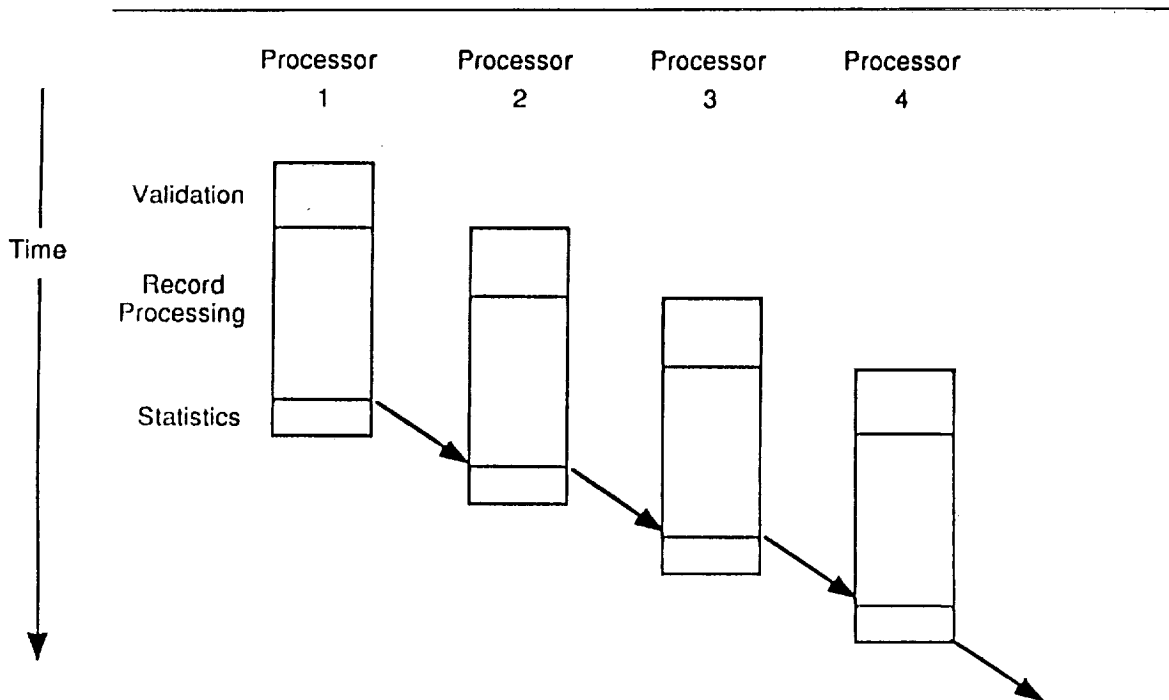 Processor Processor Processor Processor
1 2 3 4
Validation
Time
Record
Processing
Statistics